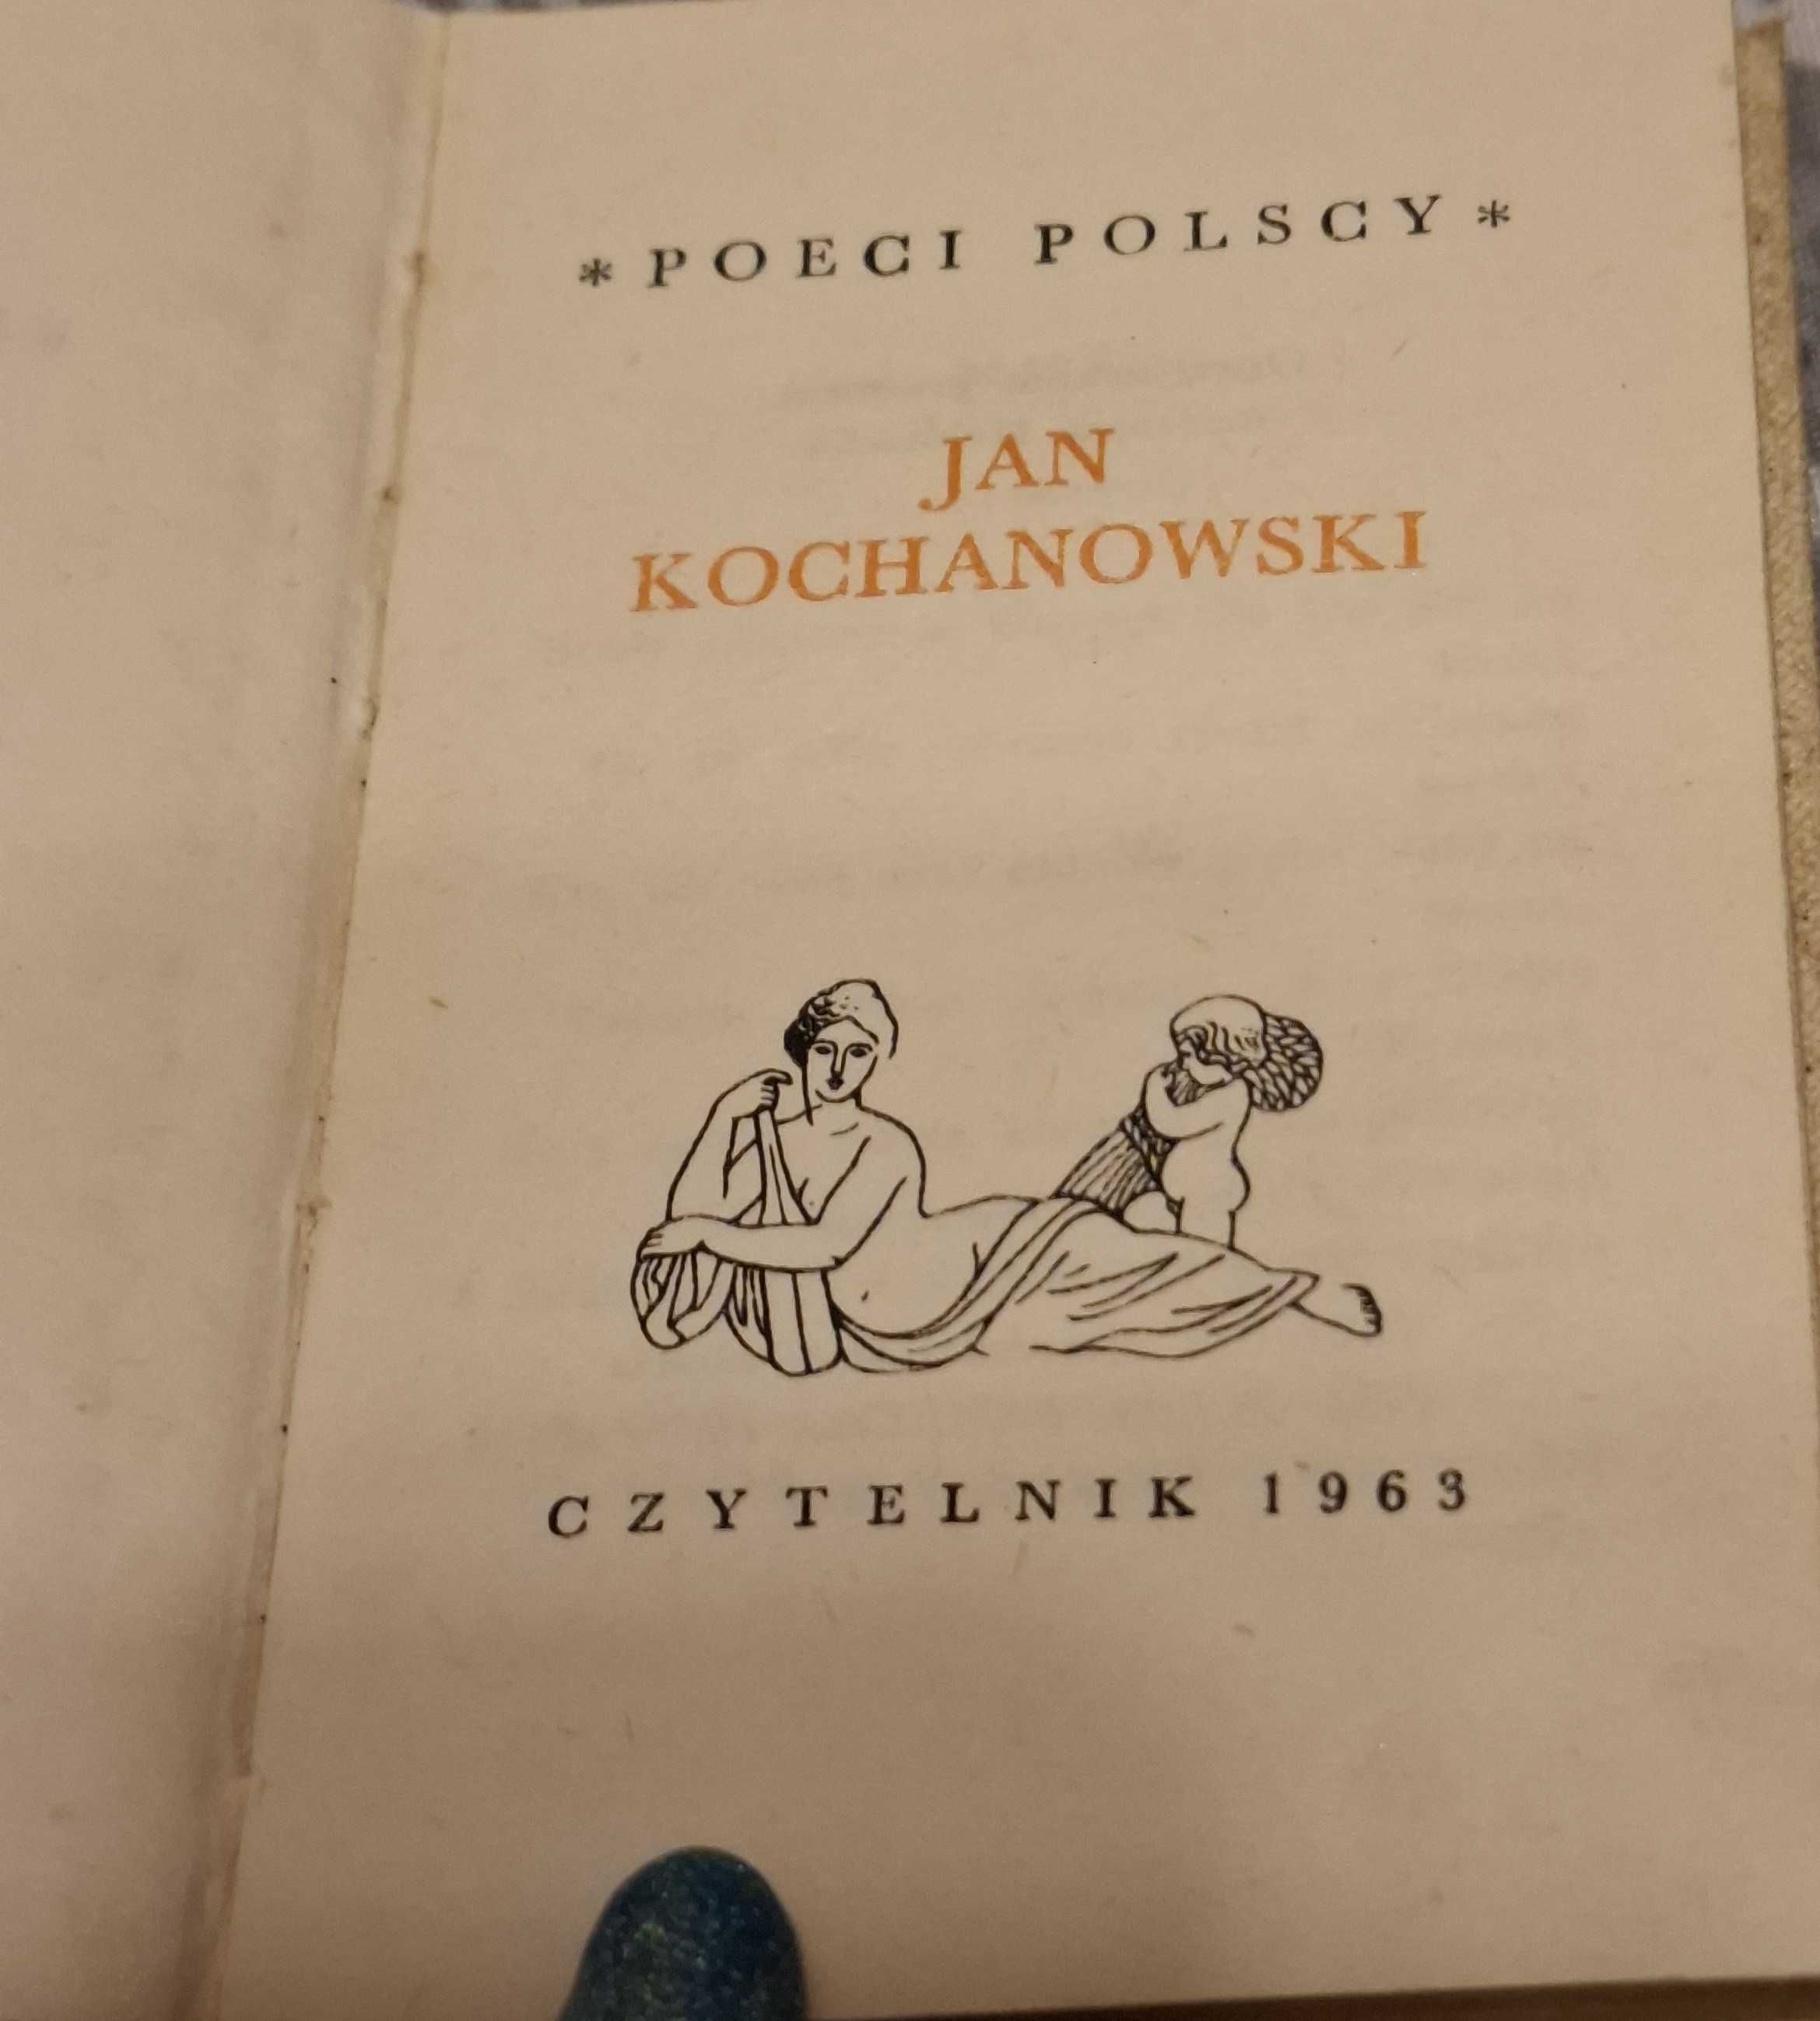 * POECI POLSCY *
JAN
KOCHANOWSKI
CZYTELNIK 1963